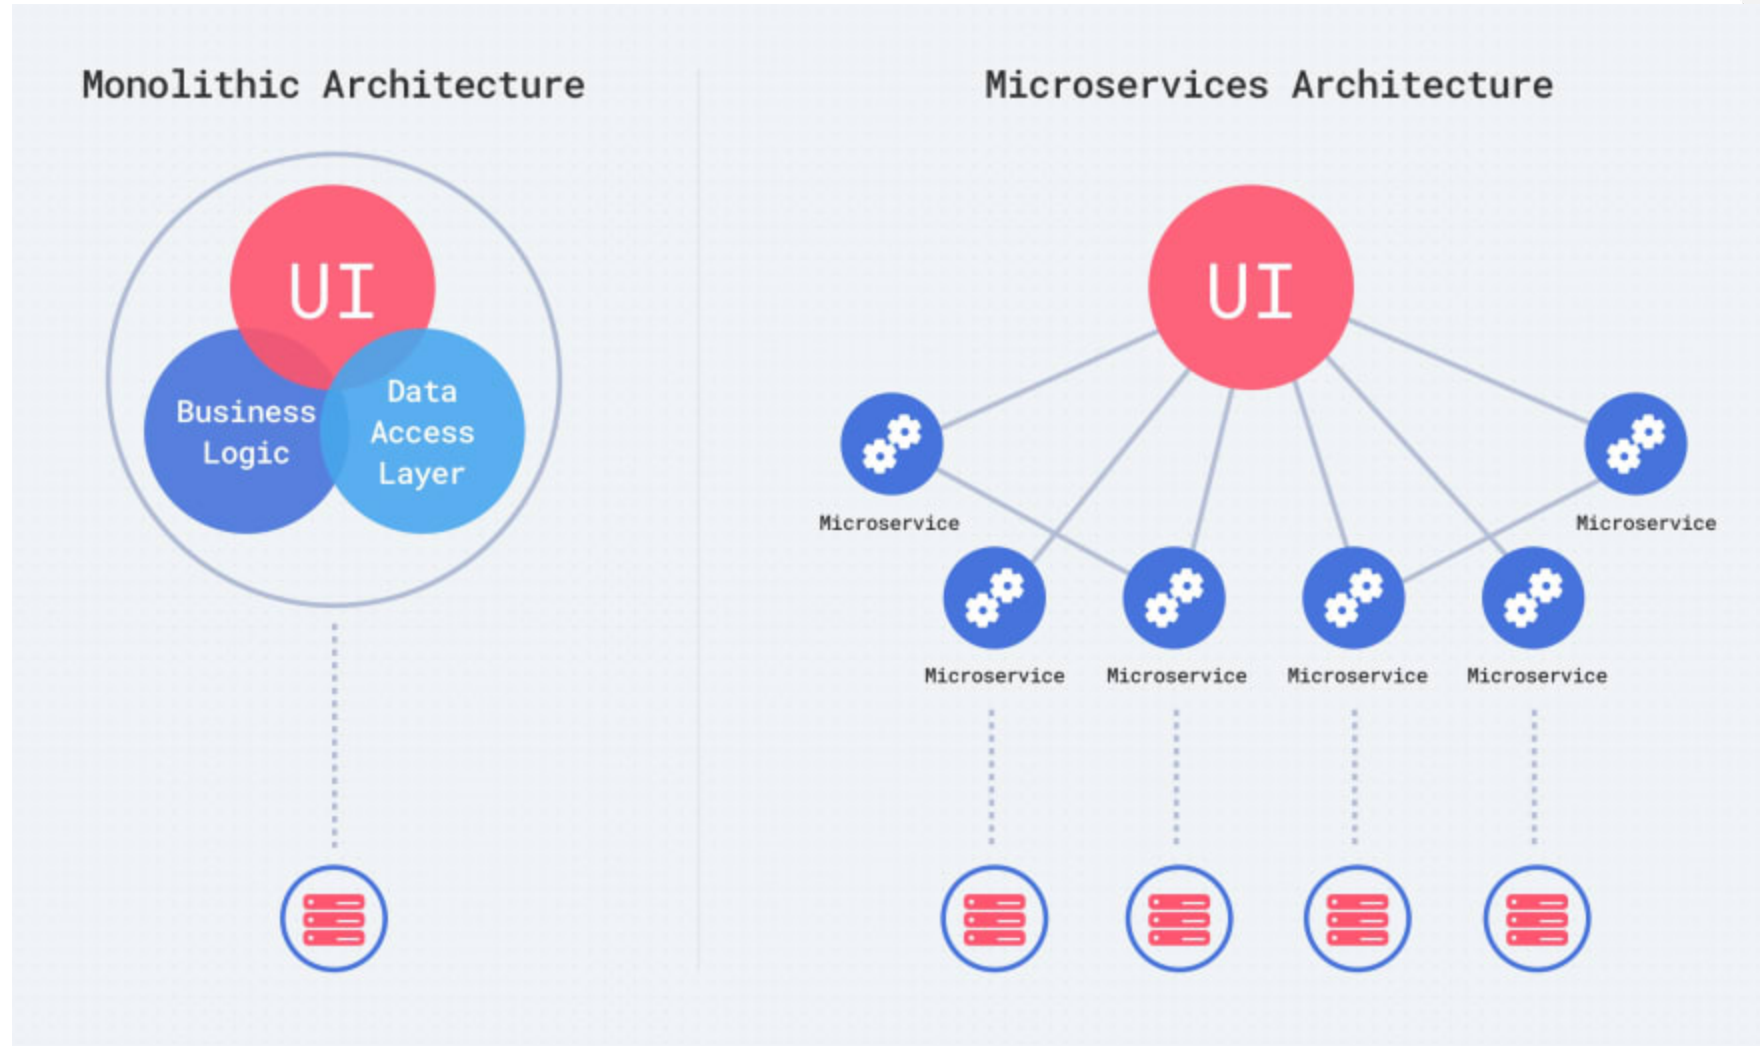 Monolithic Architecture
UI
Business
Logic
Data
Access
Layer
Microservices Architecture
UI
Microservice
Microservice
Microservice
Microservice
Microservice
Microservice